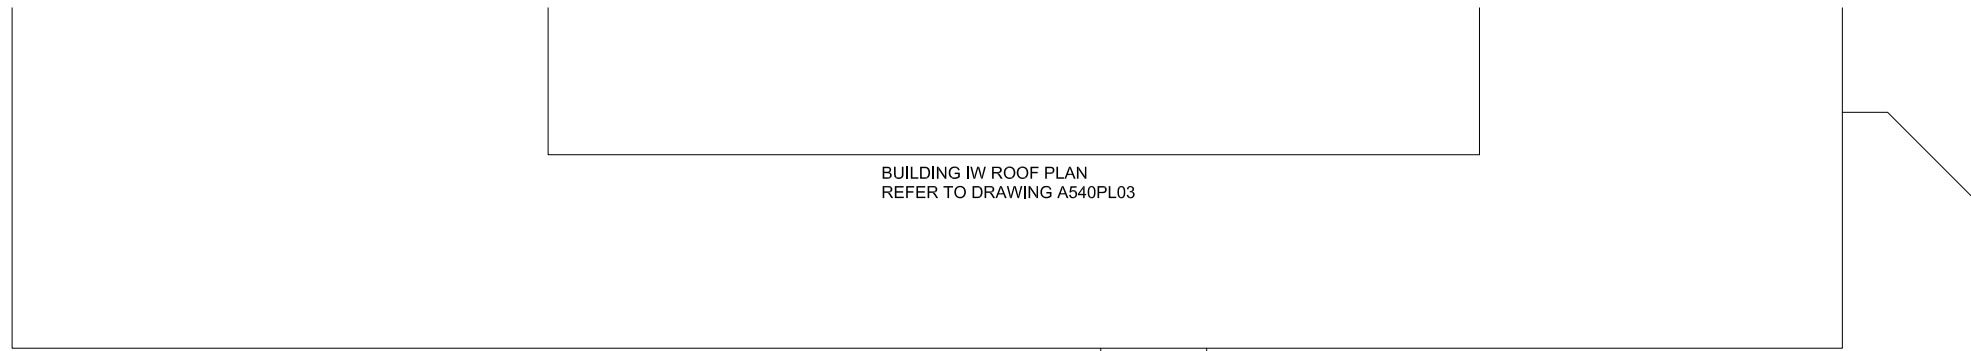 BUILDING IW ROOF PLAN
REFER TO DRAWING A540PL03